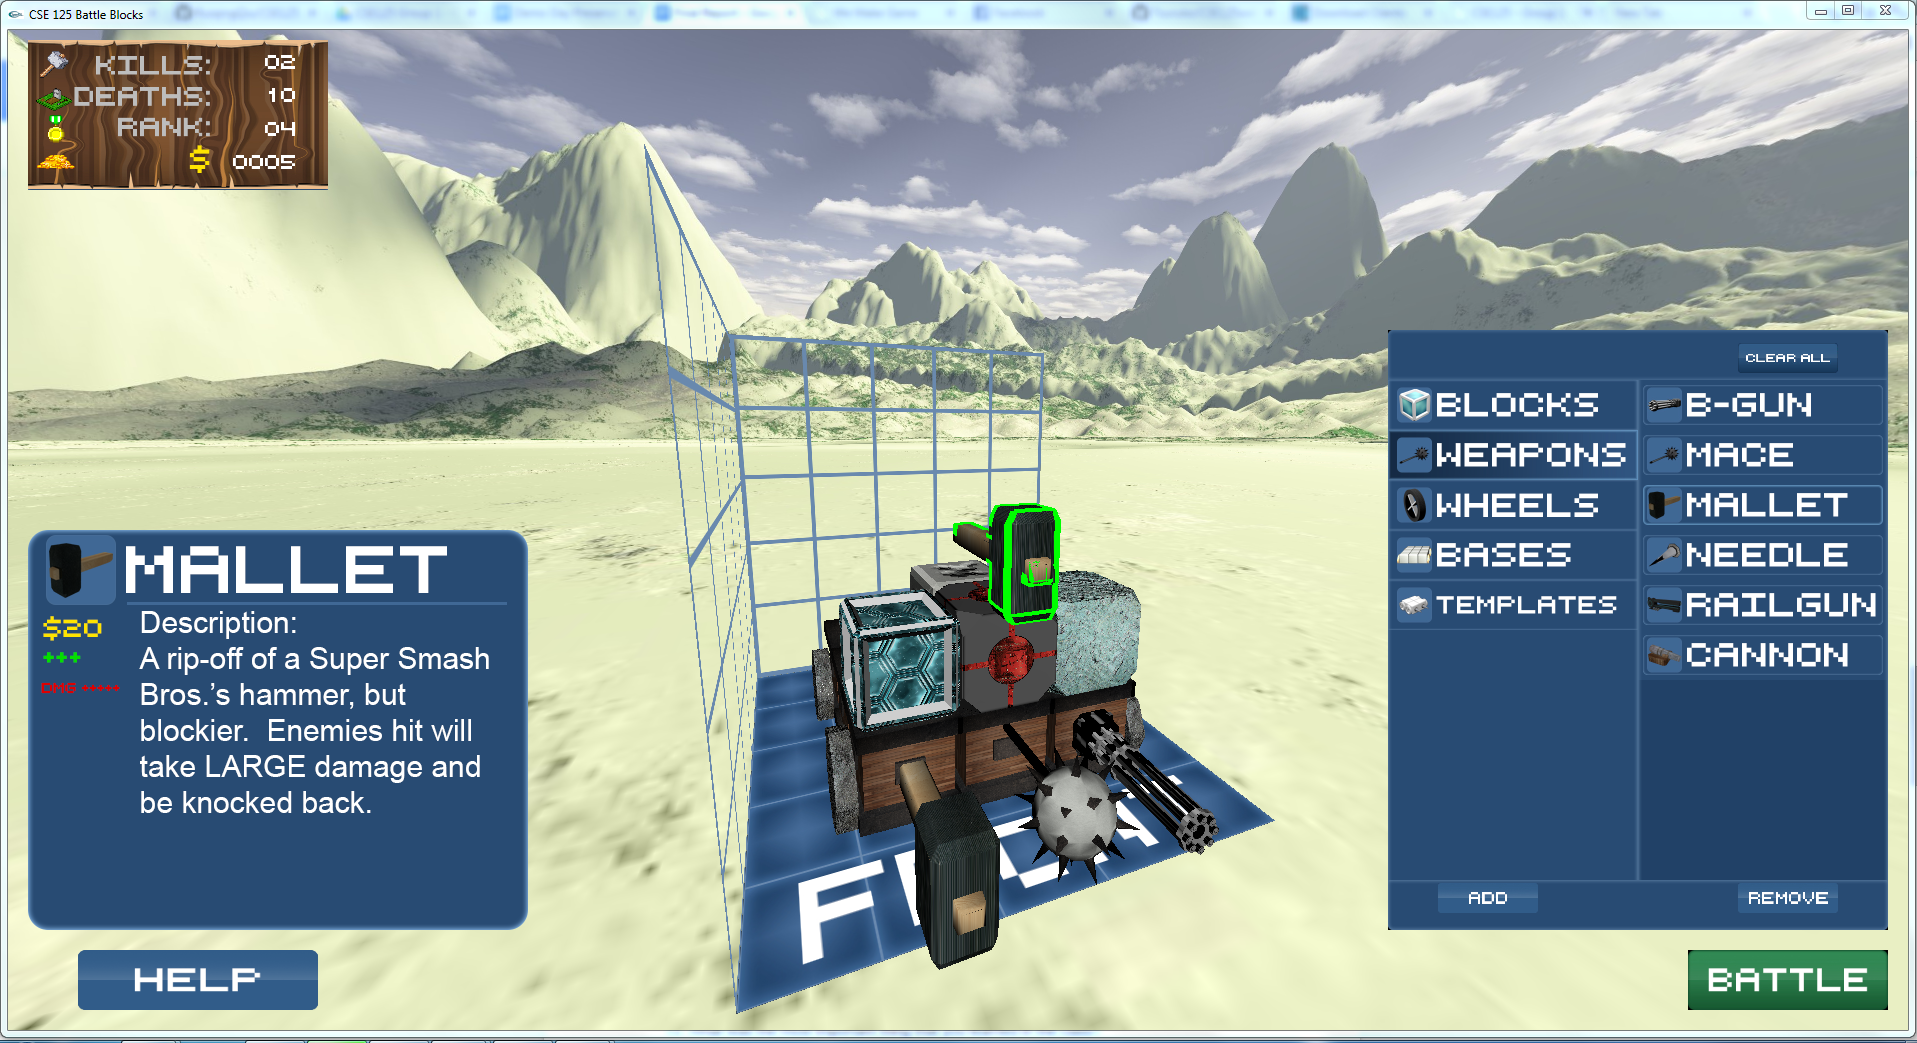 CSE 125 Battle Blocks
KILLS: 02
DEATHS: 10
RANK: 04
$ 0005
CLEAR ALL
BLOCKS
WEAPONS
WHEELS
BASES
TEMPLATES
B-GUN
MACE
MALLET
NEEDLE
RAILGUN
CANNON
ADD
REMOVE
MALLET
$20
+++
DMG +++++
Description:
A rip-off of a Super Smash
Bros.'s hammer, but
blockier.  Enemies hit will
take LARGE damage and
be knocked back.
HELP
BATTLE